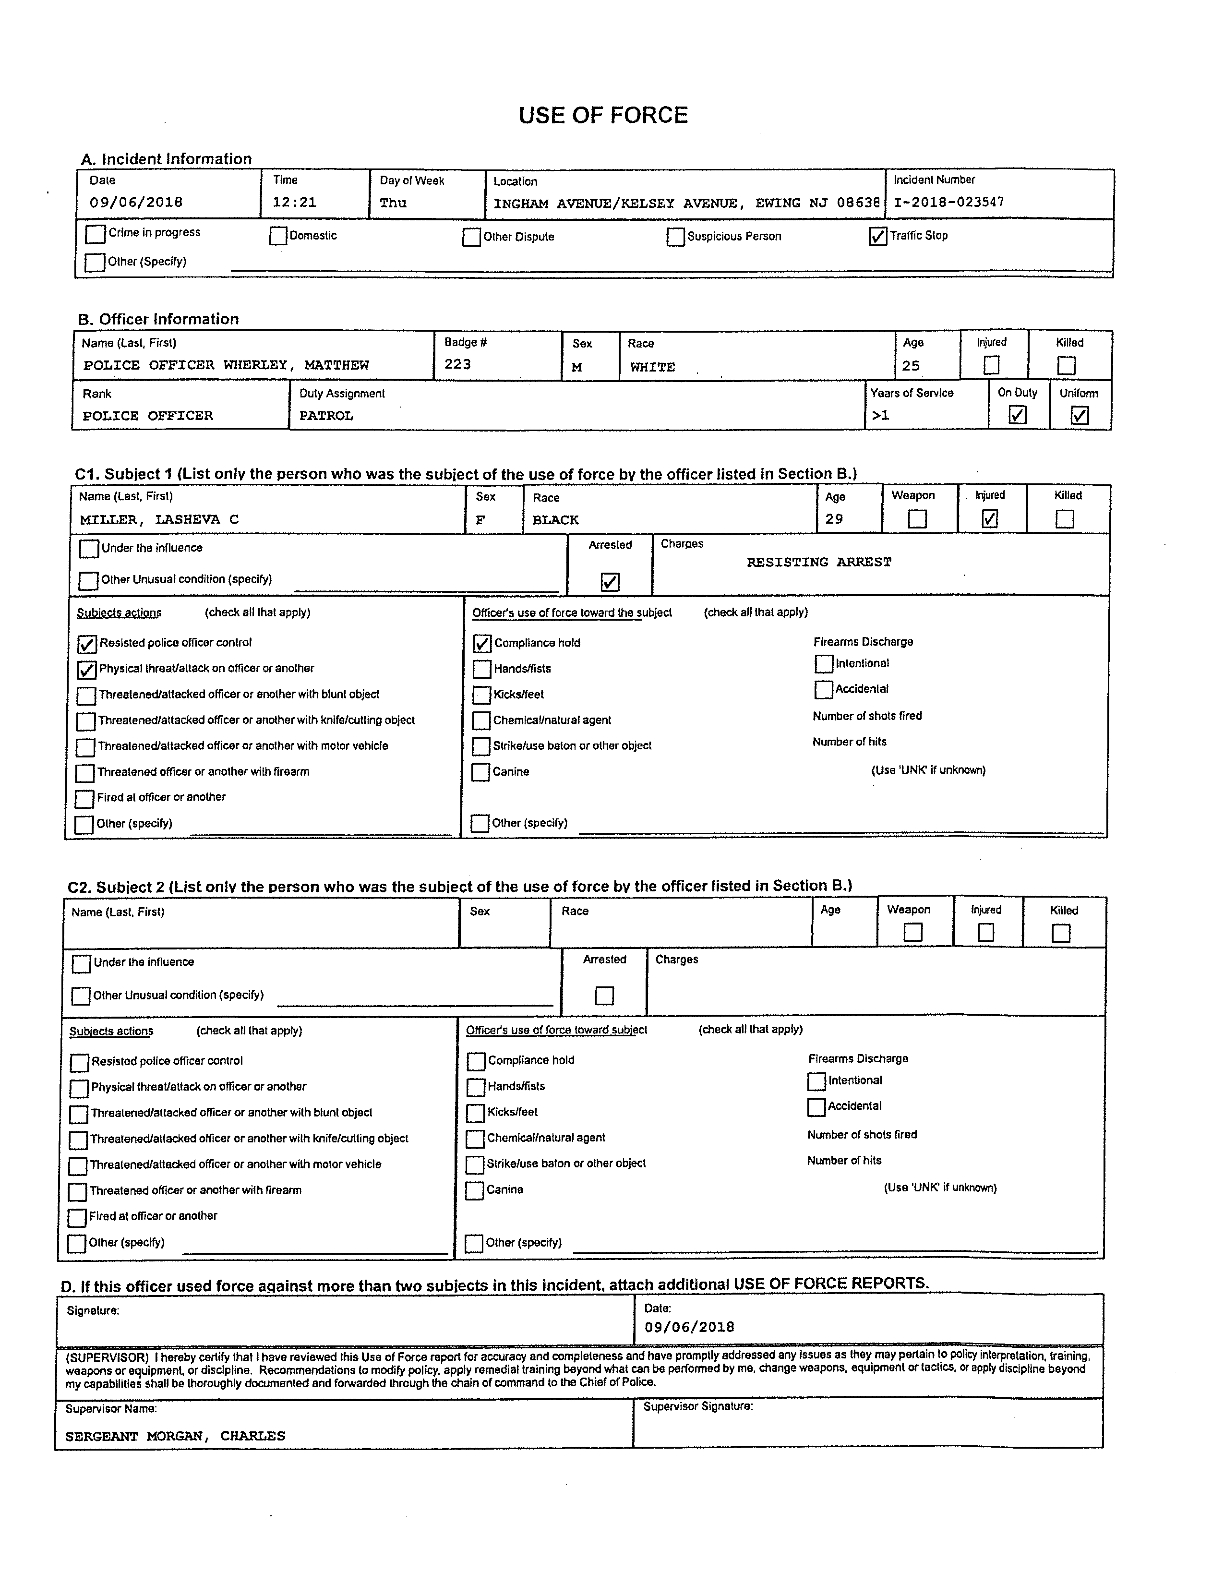 USE OF FORCE
A. Incident Information
Date Time Day of Week Location Incident Number
09/06/2018 12:21 Thu INGHAM AVENUE/KELSEY AVENUE, EWING NJ 08638 I-2018-023547
Crime in progress Domestic Other Dispute Suspicious Person Traffic Stop
Other (Specify)
B. Officer Information
Name (Last, First) Badge # Sex Race Age Injured Killed
POLICE OFFICER WHERLEY, MATTHEW 223 M WHITE 25
Rank Duty Assignment Years of Service On Duty Uniform
POLICE OFFICER PATROL >1
C1. Subject 1 (List only the person who was the subject of the use of force by the officer listed in Section B.)
Name (Last, First) Sex Race Age Weapon Injured Killed
MILLER, LASHEVA C F BLACK 29
Under the influence Arrested Charges
RESISTING ARREST
Other Unusual condition (specify)
Subjects actions (check all that apply) Officer's use of force toward the subject (check all that apply)
Resisted police officer control Compliance hold Firearms Discharge
Physical threat/attack on officer or another Hands/fists Intentional
Threatened/attacked officer or another with blunt object Kicks/feet Accidental
Threatened/attacked officer or another with knife/cutting object Chemical/natural agent Number of shots fired
Threatened/attacked officer or another with motor vehicle Strike/use baton or other object Number of hits
Threatened officer or another with firearm Canine (Use 'UNK' if unknown)
Fired at officer or another
Other (specify) Other (specify)
C2. Subject 2 (List only the person who was the subject of the use of force by the officer listed in Section B.)
Name (Last, First) Sex Race Age Weapon Injured Killed
Under the influence Arrested Charges
Other Unusual condition (specify)
Subjects actions (check all that apply) Officer's use of force toward subject (check all that apply)
Resisted police officer control Compliance hold Firearms Discharge
Physical threat/attack on officer or another Hands/fists Intentional
Threatened/attacked officer or another with blunt object Kicks/feet Accidental
Threatened/attacked officer or another with knife/cutting object Chemical/natural agent Number of shots fired
Threatened/attacked officer or another with motor vehicle Strike/use baton or other object Number of hits
Threatened officer or another with firearm Canine (Use 'UNK' if unknown)
Fired at officer or another
Other (specify) Other (specify)
D. If this officer used force against more than two subjects in this incident, attach additional USE OF FORCE REPORTS.
Signature: Date:
09/06/2018
(SUPERVISOR) I hereby certify that I have reviewed this Use of Force report for accuracy and completeness and have promptly addressed any issues as they may pertain to policy interpretation, training,
weapons or equipment, or discipline. Recommendations to modify policy, apply remedial training beyond what can be performed by me, change weapons, equipment or tactics, or apply discipline beyond
my capabilities shall be thoroughly documented and forwarded through the chain of command to the Chief of Police.
Supervisor Name: Supervisor Signature:
SERGEANT MORGAN, CHARLES